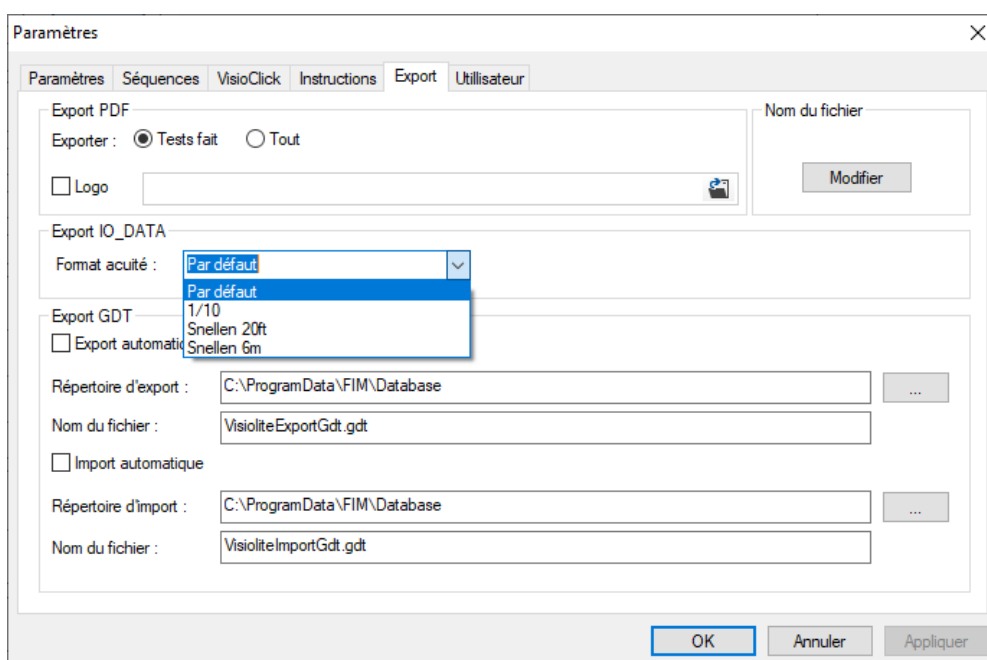 Paramètres
Paramètres Séquences VisioClick Instructions Export Utilisateur
Export PDF
Exporter : Tests fait Tout
Logo
Nom du fichier
Modifier
Export IO_DATA
Format acuité : Par défaut
Par défaut
1/10
Snellen 20ft
Snellen 6m
Export GDT
Export automatic
Répertoire d'export : C:\ProgramData\FIM\Database ...
Nom du fichier : VisioliteExportGdt.gdt
Import automatique
Répertoire d'import : C:\ProgramData\FIM\Database ...
Nom du fichier : VisioliteImportGdt.gdt
OK Annuler Appliquer